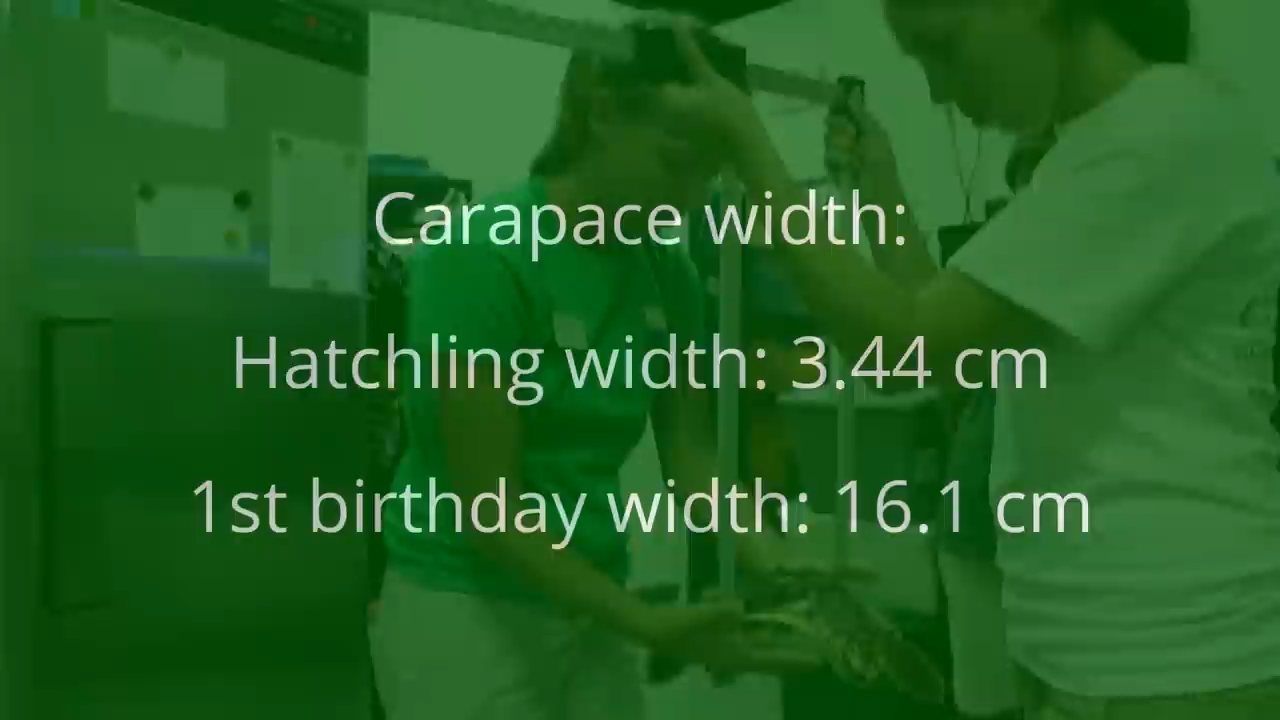 Carapace width:
Hatchling width: 3.44 cm
1st birthday width: 16.1 cm